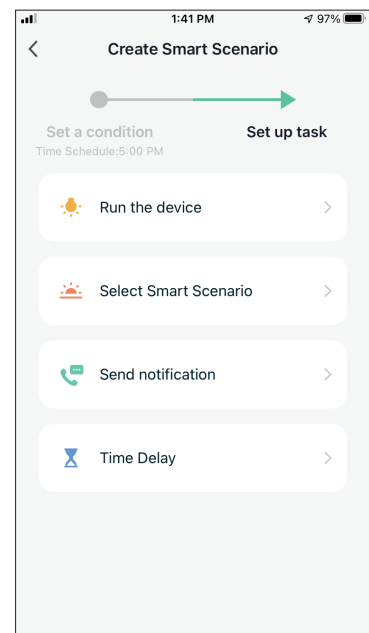 1:41 PM 97%
Create Smart Scenario
Set a condition Set up task
Time Schedule:5:00 PM
Run the device
Select Smart Scenario
Send notification
Time Delay